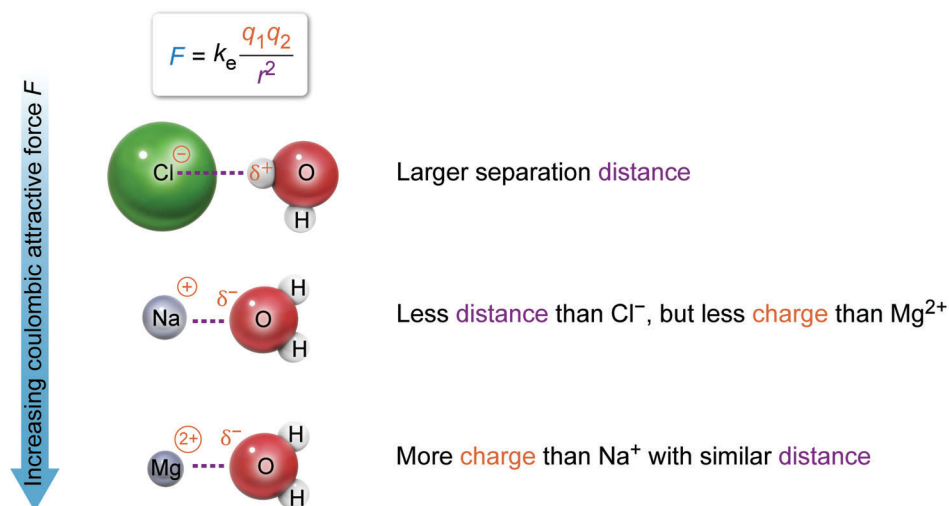 F = kₑ q₁q₂ / r²
Increasing coulombic attractive force F
Cl − δ⁺ O
H
Larger separation distance
Na + δ⁻ O H
H
Less distance than Cl⁻, but less charge than Mg²⁺
Mg 2+ δ⁻ O H
H
More charge than Na⁺ with similar distance